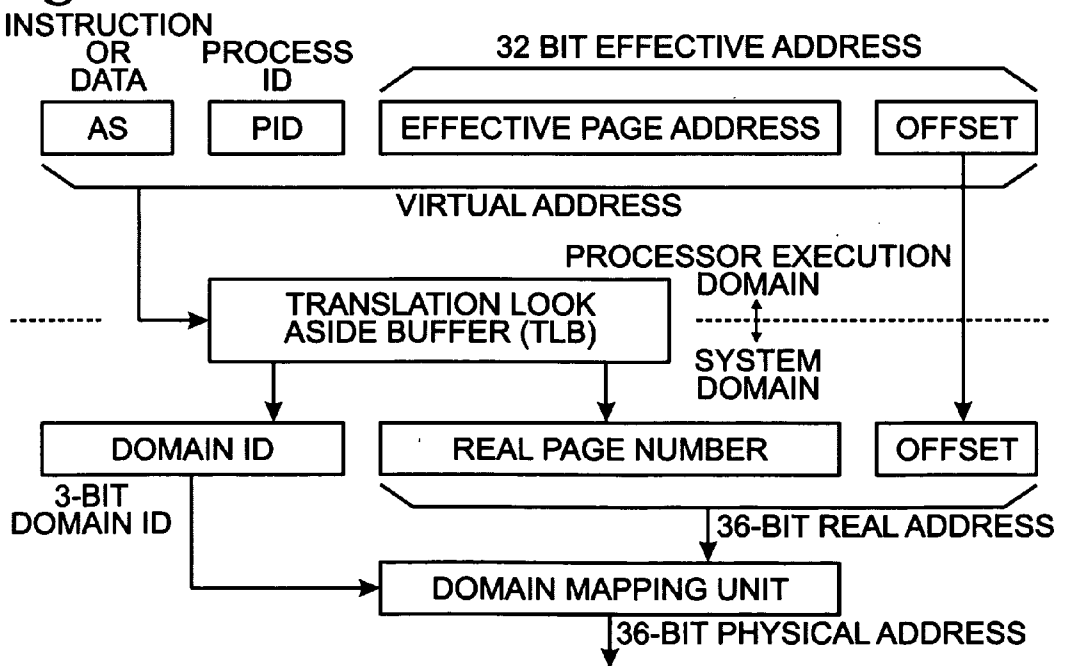 INSTRUCTION
OR
DATA
PROCESS
ID
32 BIT EFFECTIVE ADDRESS
AS
PID
EFFECTIVE PAGE ADDRESS
OFFSET
VIRTUAL ADDRESS
PROCESSOR EXECUTION
DOMAIN
TRANSLATION LOOK
ASIDE BUFFER (TLB)
SYSTEM
DOMAIN
DOMAIN ID
REAL PAGE NUMBER
OFFSET
3-BIT
DOMAIN ID
36-BIT REAL ADDRESS
DOMAIN MAPPING UNIT
36-BIT PHYSICAL ADDRESS